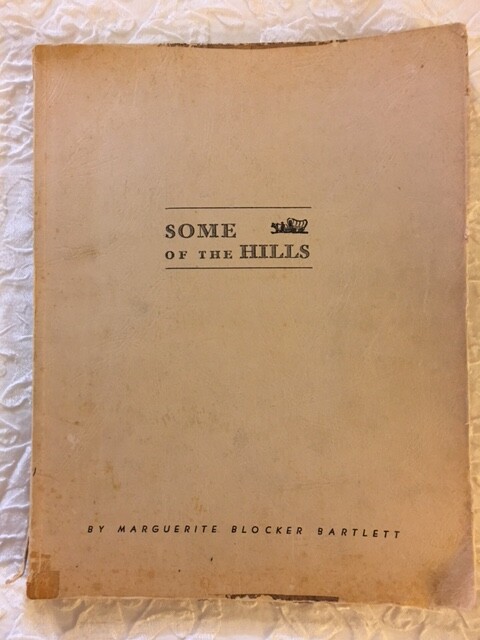 SOME
OF THE HILLS
BY MARGUERITE BLOCKER BARTLETT